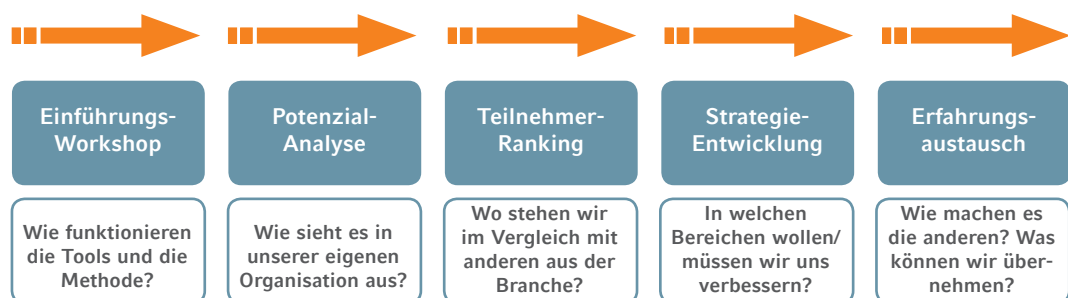 Einführungs-
Workshop
Potenzial-
Analyse
Teilnehmer-
Ranking
Strategie-
Entwicklung
Erfahrungs-
austausch
Wie funktionieren
die Tools und die
Methode?
Wie sieht es in
unserer eigenen
Organisation aus?
Wo stehen wir
im Vergleich mit
anderen aus der
Branche?
In welchen
Bereichen wollen/
müssen wir uns
verbessern?
Wie machen es
die anderen? Was
können wir über-
nehmen?